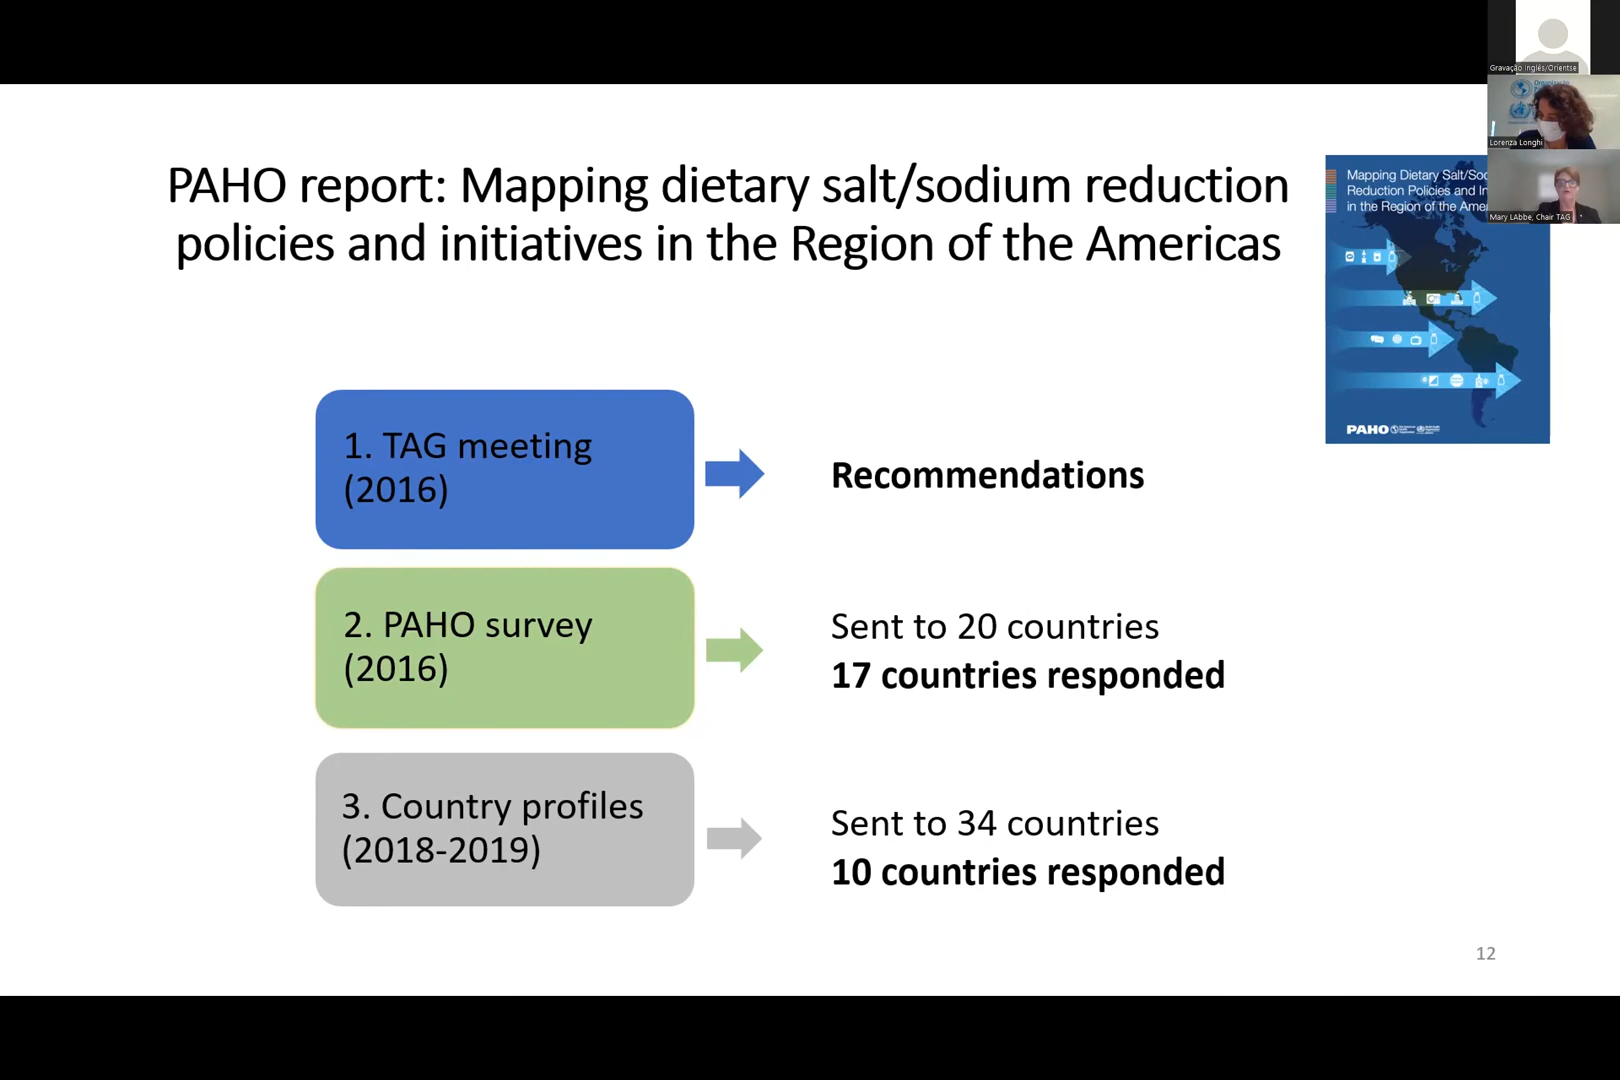 Gravação Inglês/Orientse
Lorenza Longhi
Mary LAbbe, Chair TAG
PAHO report: Mapping dietary salt/sodium reduction
policies and initiatives in the Region of the Americas
Mapping Dietary Salt/So
Reduction Policies and In
in the Region of the Ame
PAHO
1. TAG meeting
(2016)
Recommendations
2. PAHO survey
(2016)
Sent to 20 countries
17 countries responded
3. Country profiles
(2018-2019)
Sent to 34 countries
10 countries responded
12